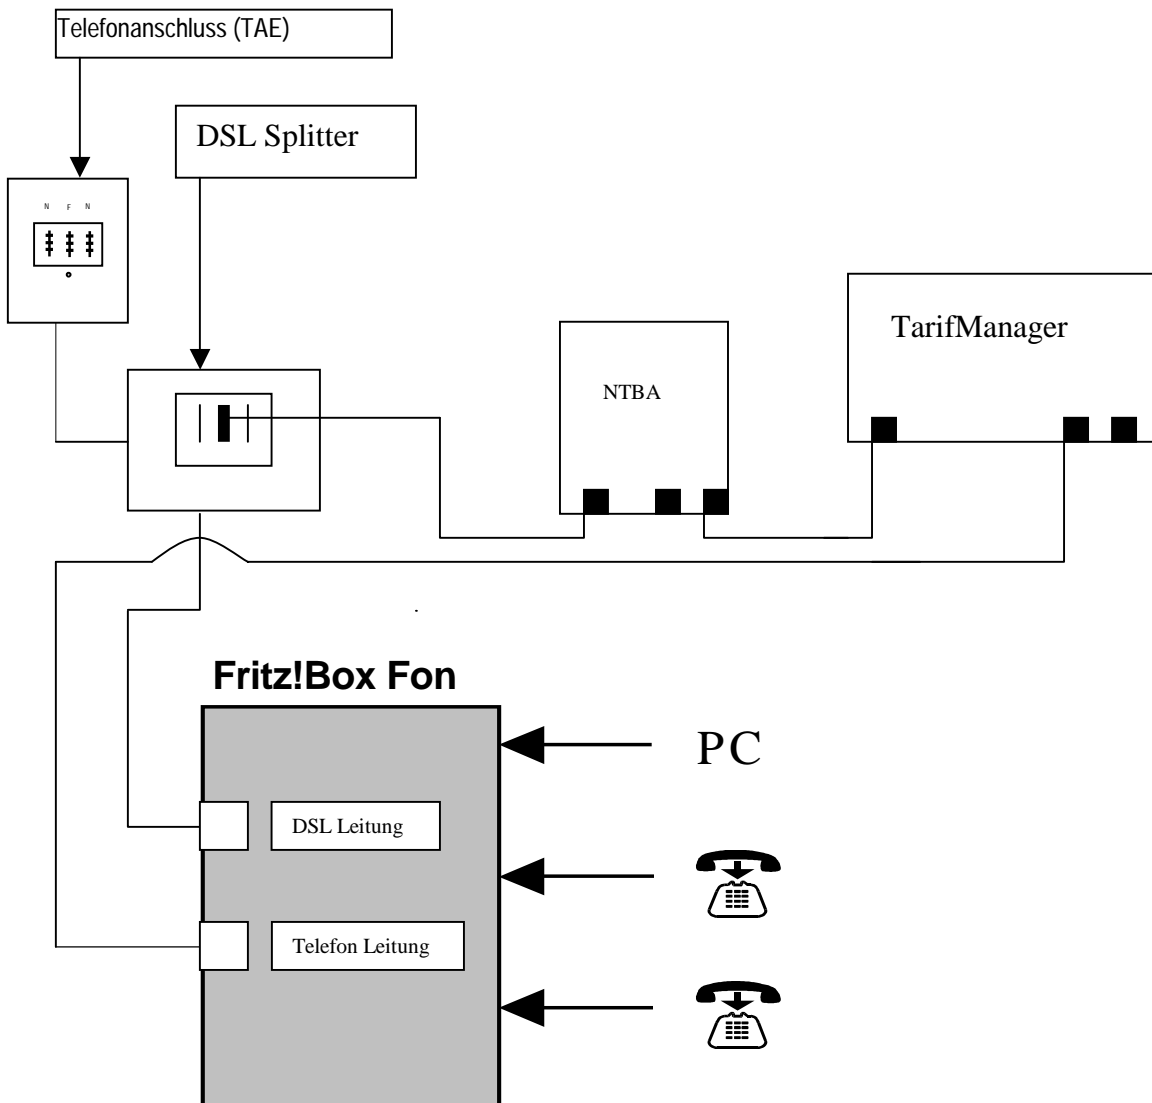 Telefonanschluss (TAE)
DSL Splitter
N F N
TarifManager
NTBA
Fritz!Box Fon
PC
DSL Leitung
Telefon Leitung